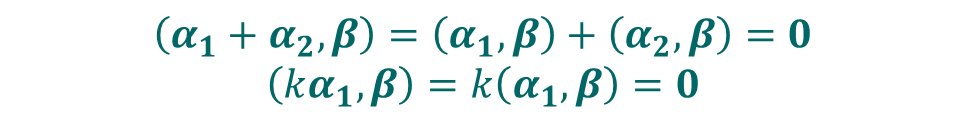 (α₁ + α₂, β) = (α₁, β) + (α₂, β) = 0
(kα₁, β) = k(α₁, β) = 0